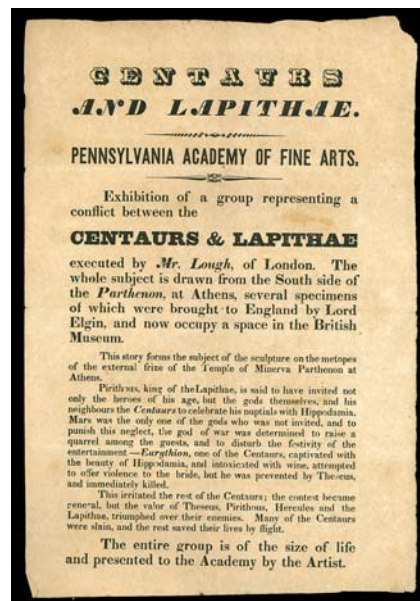 CENTAURS
AND LAPITHAE.
PENNSYLVANIA ACADEMY OF FINE ARTS.
Exhibition of a group representing a
conflict between the
CENTAURS & LAPITHAE
executed by Mr. Lough, of London. The
whole subject is drawn from the South side of
the Parthenon, at Athens, several specimens
of which were brought to England by Lord
Elgin, and now occupy a space in the British
Museum.
This story forms the subject of the sculpture on the metopes
of the external frize of the Temple of Minerva Parthenon at
Athens.
Pirithous, king of the Lapithae, is said to have invited not
only the heroes of his age, but the gods themselves, and his
neighbours the Centaurs to celebrate his nuptials with Hippodamia.
Mars was the only one of the gods who was not invited, and to
punish this neglect, the god of war was determined to raise a
quarrel among the guests, and to disturb the festivity of the
entertainment—Eurythion, one of the Centaurs, captivated with
the beauty of Hippodamia, and intoxicated with wine, attempted
to offer violence to the bride, but he was prevented by Theseus,
and immediately killed.
This irritated the rest of the Centaurs; the contest became
general, but the valor of Theseus, Pirithous, Hercules and the
Lapithae, triumphed over their enemies. Many of the Centaurs
were slain, and the rest saved their lives by flight.
The entire group is of the size of life
and presented to the Academy by the Artist.